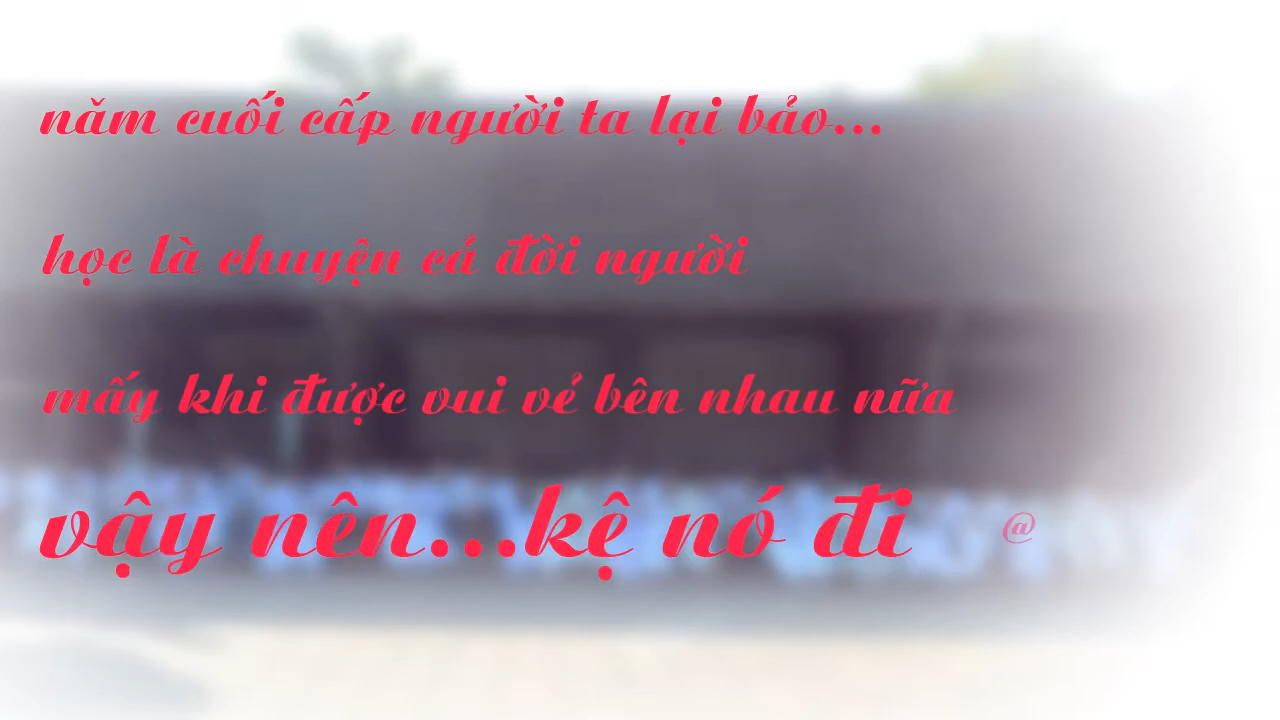 năm cuối cấp người ta lại bảo...
học là chuyện cả đời người
mấy khi được vui vẻ bên nhau nữa
vậy nên...kệ nó đi @